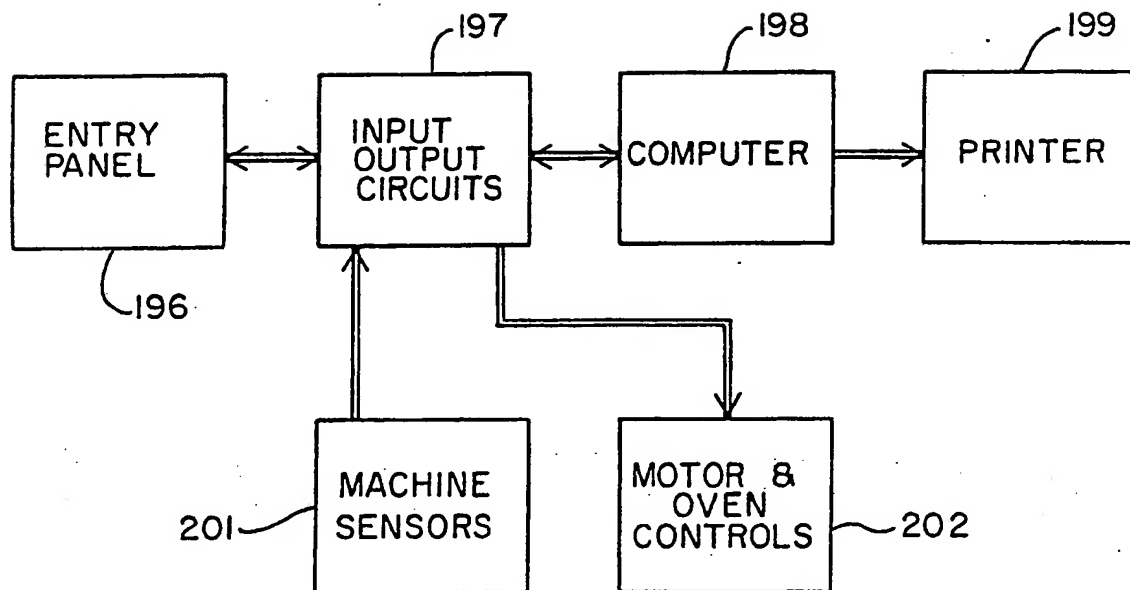 197
198
199
ENTRY
PANEL
INPUT
OUTPUT
CIRCUITS
COMPUTER
PRINTER
196
MACHINE
SENSORS
201
MOTOR &
OVEN
CONTROLS
202